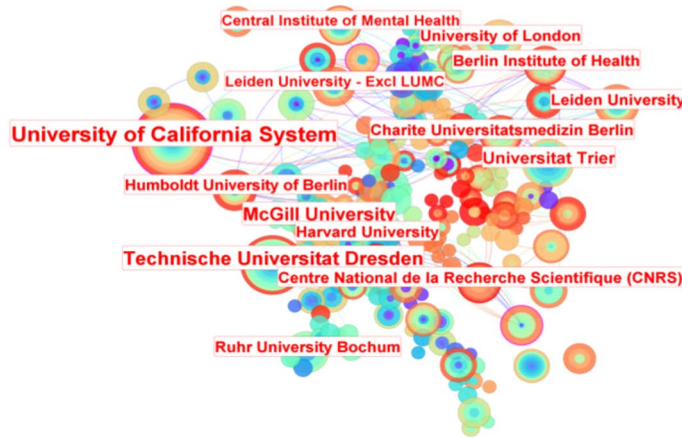 Central Institute of Mental Health
University of London
Berlin Institute of Health
Leiden University - Excl LUMC
Leiden University
University of California System
Charite Universitatsmedizin Berlin
Universitat Trier
Humboldt University of Berlin
McGill University
Harvard University
Technische Universitat Dresden
Centre National de la Recherche Scientifique (CNRS)
Ruhr University Bochum